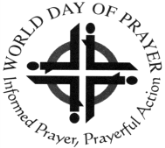 WORLD DAY OF PRAYER
Informed Prayer, Prayerful Action